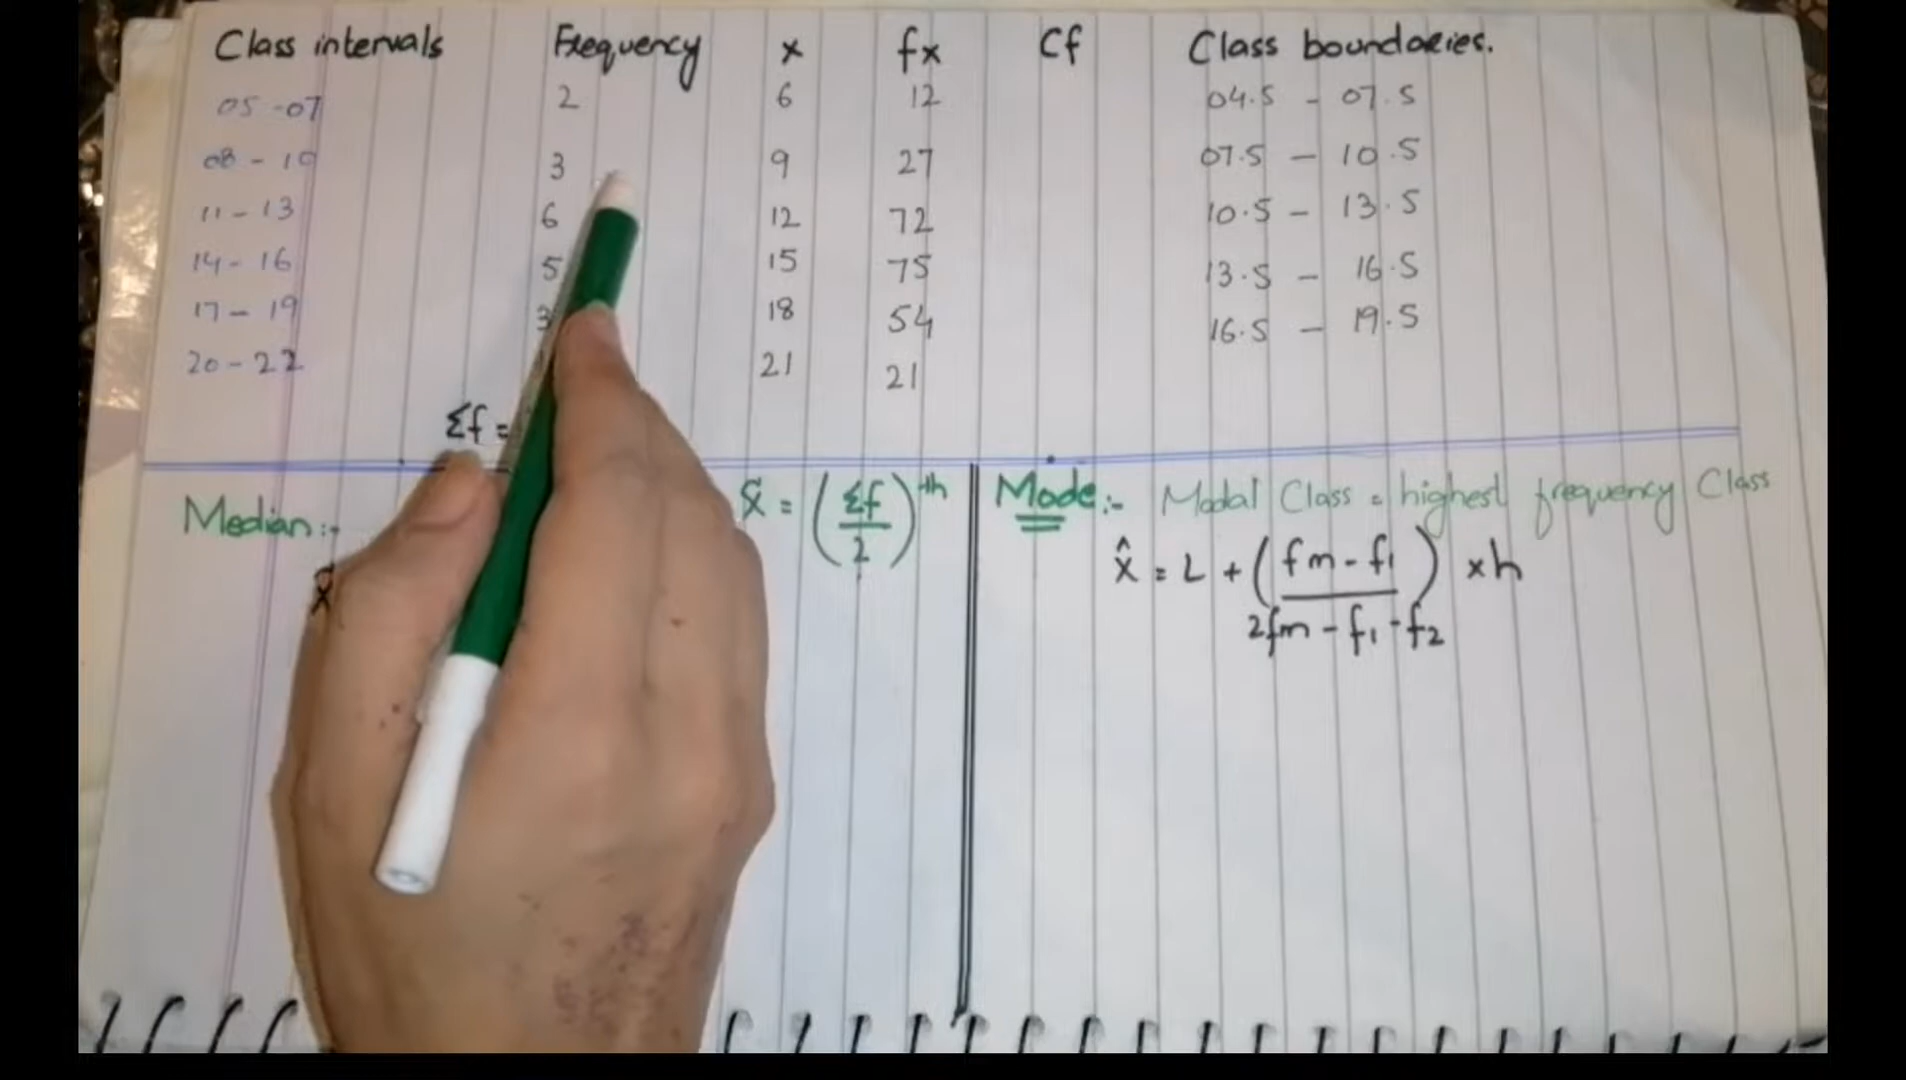 Class intervals Frequency x fx Cf Class boundaries.
05-07 2 6 12 04.5 - 07.5
08 - 10 3 9 27 07.5 - 10.5
11 - 13 6 12 72 10.5 - 13.5
14 - 16 5 15 75 13.5 - 16.5
17 - 19 3 18 54 16.5 - 19.5
20 - 22 21 21
Σf =
Median:- x̃ = (Σf/2)th
x̃
Mode:- Modal Class = highest frequency Class
x̂ = L + (fm - f1 / 2fm - f1 - f2) × h